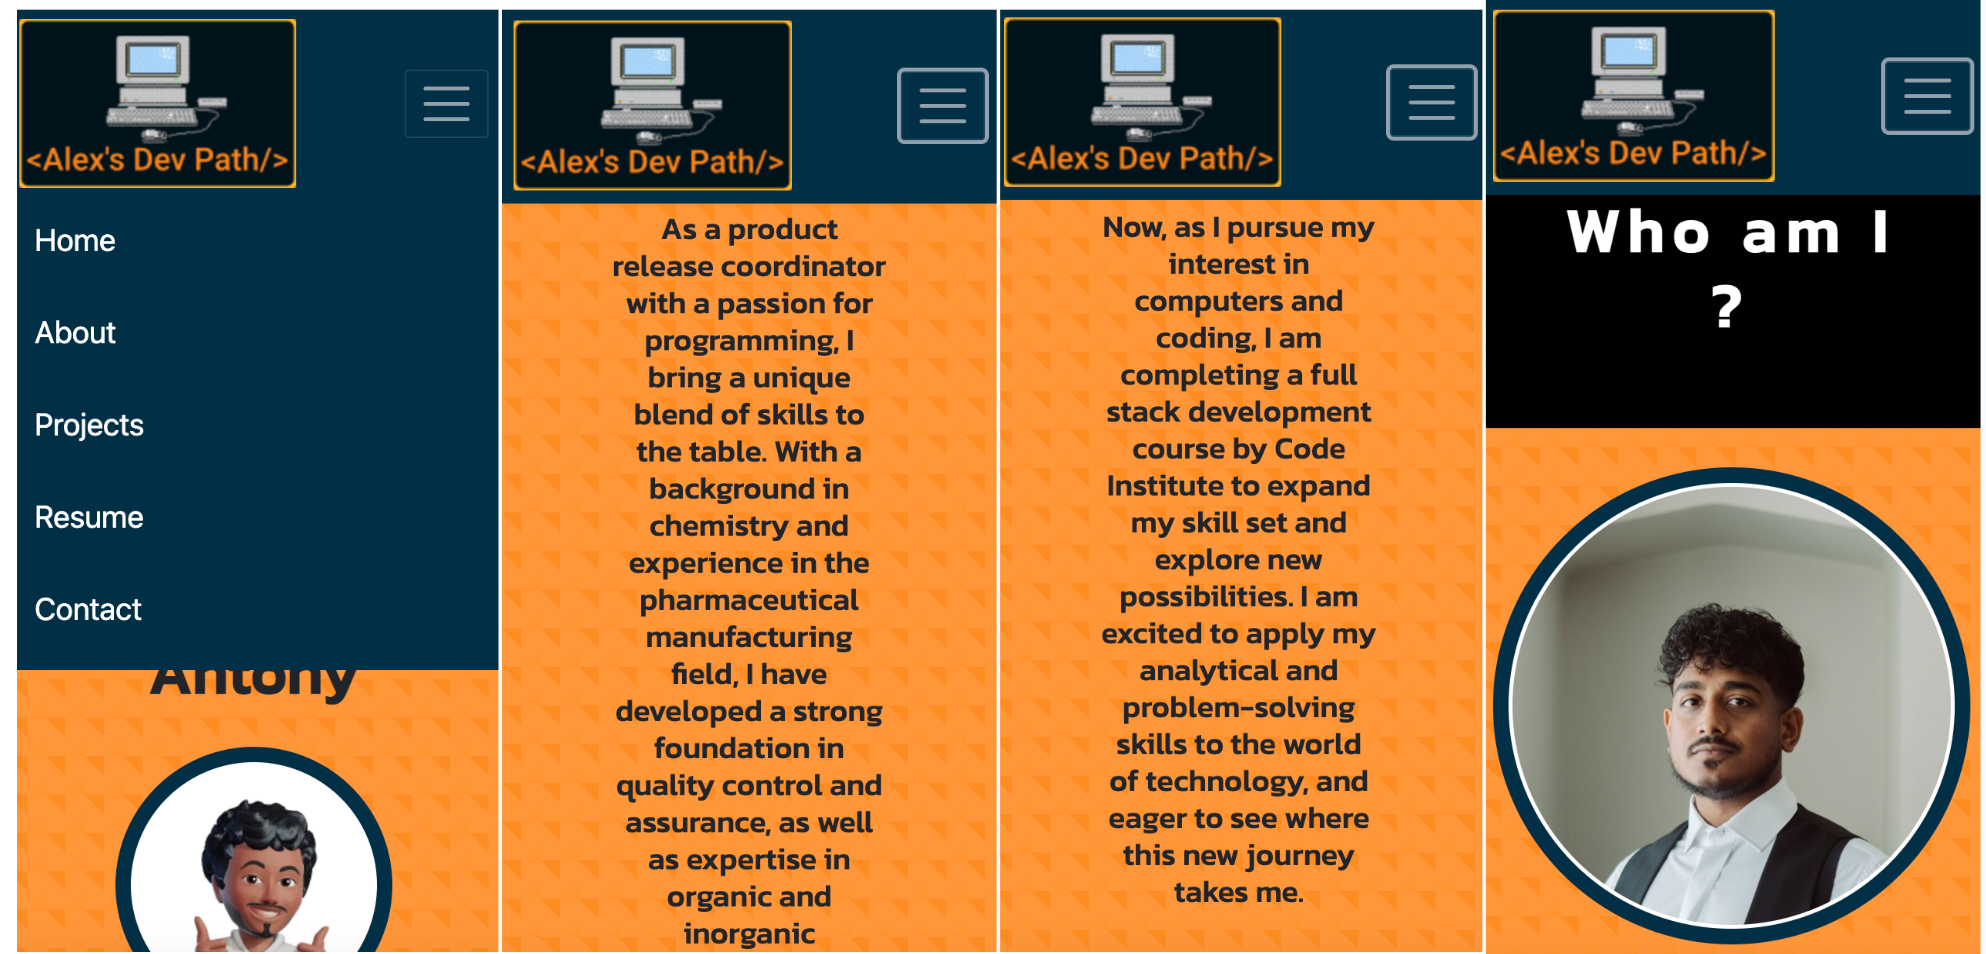 <Alex's Dev Path/>
Home
About
Projects
Resume
Contact
Antony
<Alex's Dev Path/>
As a product
release coordinator
with a passion for
programming, I
bring a unique
blend of skills to
the table. With a
background in
chemistry and
experience in the
pharmaceutical
manufacturing
field, I have
developed a strong
foundation in
quality control and
assurance, as well
as expertise in
organic and
inorganic
<Alex's Dev Path/>
Now, as I pursue my
interest in
computers and
coding, I am
completing a full
stack development
course by Code
Institute to expand
my skill set and
explore new
possibilities. I am
excited to apply my
analytical and
problem-solving
skills to the world
of technology, and
eager to see where
this new journey
takes me.
<Alex's Dev Path/>
Who am I
?